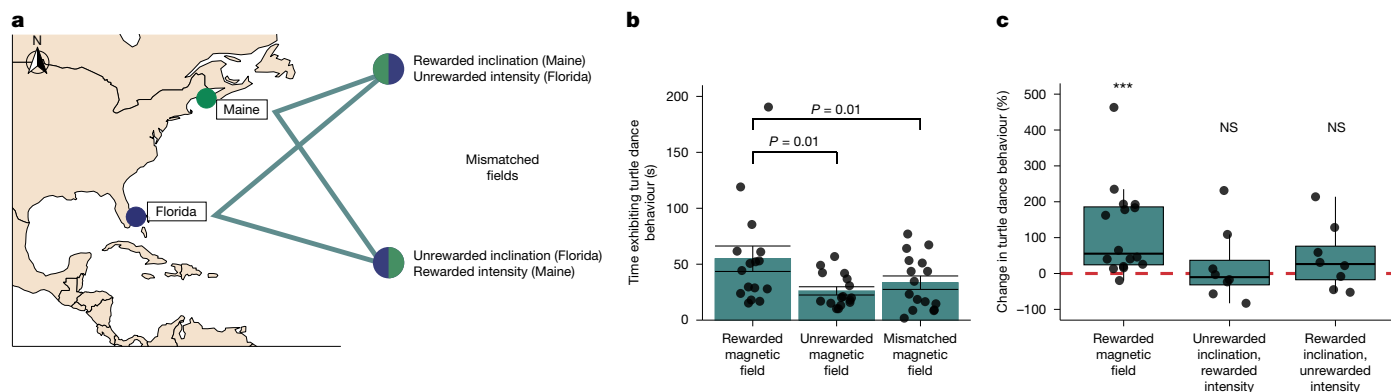 a
N
Maine
Florida
Rewarded inclination (Maine)
Unrewarded intensity (Florida)
Mismatched
fields
Unrewarded inclination (Florida)
Rewarded intensity (Maine)
b
Time exhibiting turtle dance
behaviour (s)
200
150
100
50
0
P = 0.01
P = 0.01
Rewarded
magnetic
field
Unrewarded
magnetic
field
Mismatched
magnetic
field
c
Change in turtle dance behaviour (%)
500
400
300
200
100
0
−100
***
NS
NS
Rewarded
magnetic
field
Unrewarded
inclination,
rewarded
intensity
Rewarded
inclination,
unrewarded
intensity